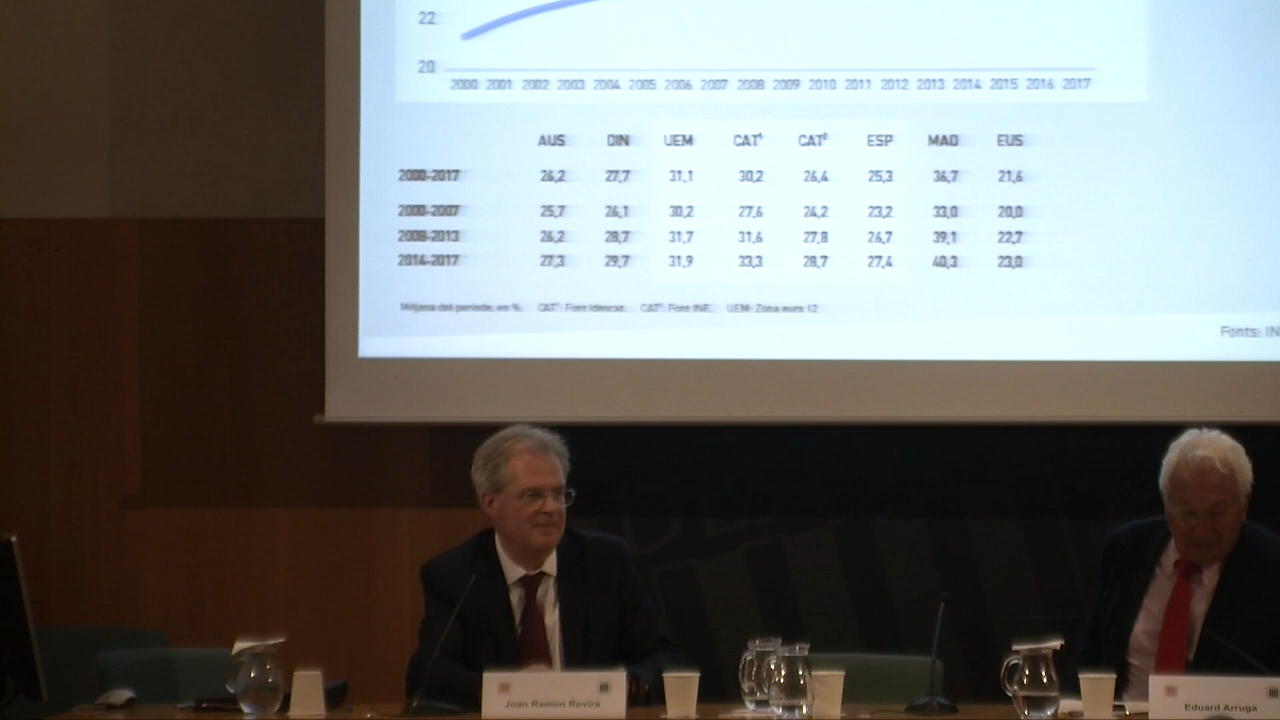 22
20
2000 2001 2002 2003 2004 2005 2006 2007 2008 2009 2010 2011 2012 2013 2014 2015 2016 2017
AUS DIN UEM CAT¹ CAT² ESP MAD EUS
2000-2017 26,2 27,7 31,1 30,2 26,4 25,3 36,7 21,6
2000-2007 25,7 26,1 30,2 27,6 24,2 23,2 33,0 20,0
2008-2013 26,2 28,7 31,7 31,6 27,8 26,7 39,1 22,7
2014-2017 27,3 29,7 31,9 33,3 28,7 27,4 40,3 23,0
Mitjana del període, en %. CAT¹: Font Idescat. CAT²: Font INE. UEM: Zona euro 12
Fonts: IN
Joan Ramon Rovira
Eduard Arruga